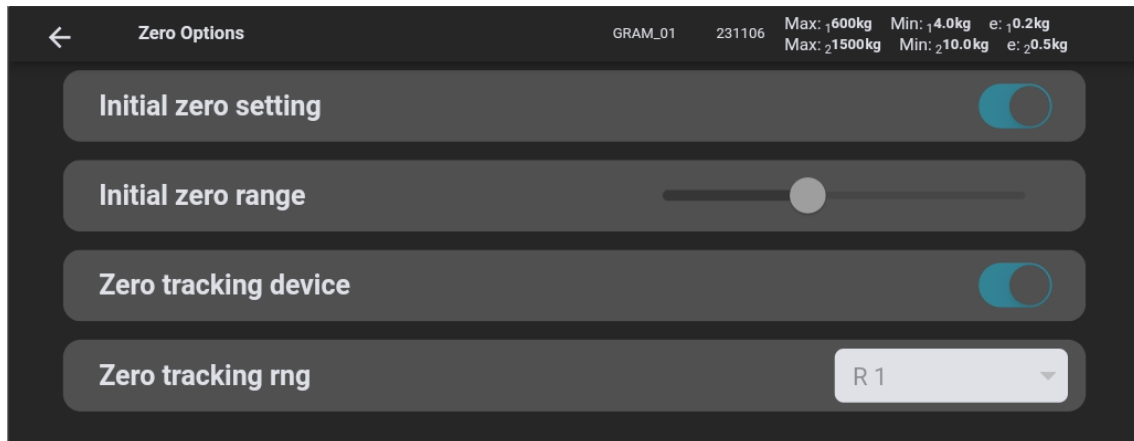 Zero Options GRAM_01 231106 Max: ₁600kg Min: ₁4.0kg e: ₁0.2kg
Max: ₂1500kg Min: ₂10.0kg e: ₂0.5kg
Initial zero setting
Initial zero range
Zero tracking device
Zero tracking rng R 1